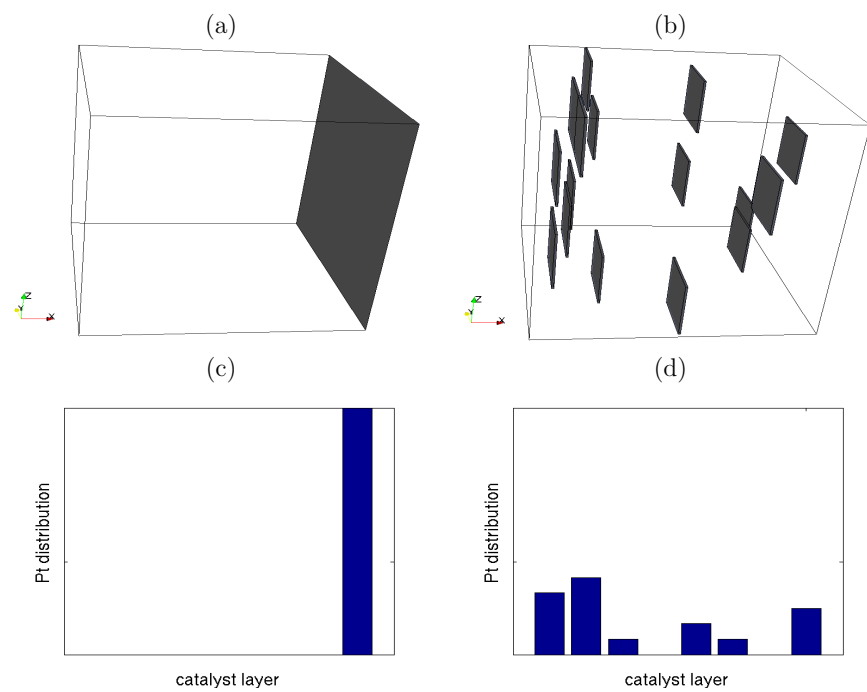 (a)
(b)
Z
Y
X
Z
Y
X
(c)
(d)
Pt distribution
catalyst layer
Pt distribution
catalyst layer